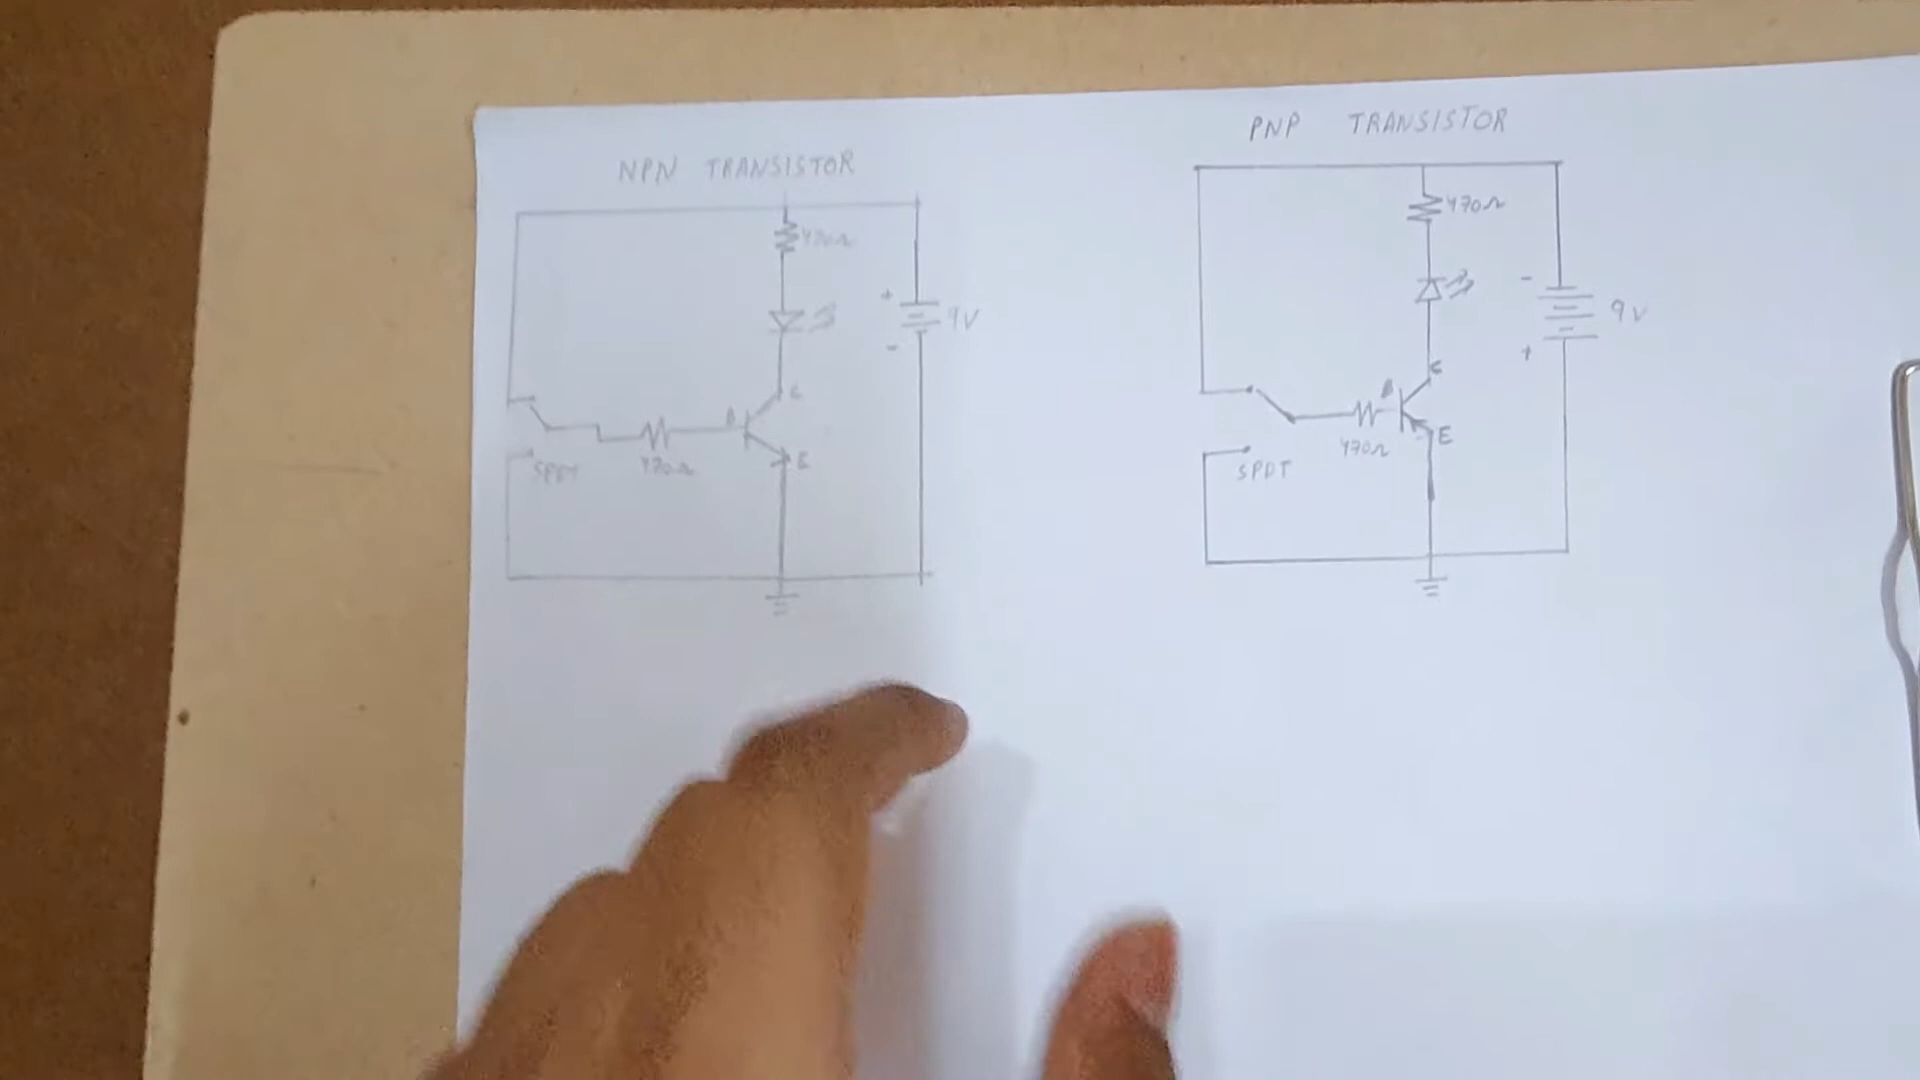 NPN TRANSISTOR
470Ω
+
9V
-
C
B
E
SPDT
470Ω
PNP TRANSISTOR
470Ω
-
9V
+
C
B
E
470Ω
SPDT